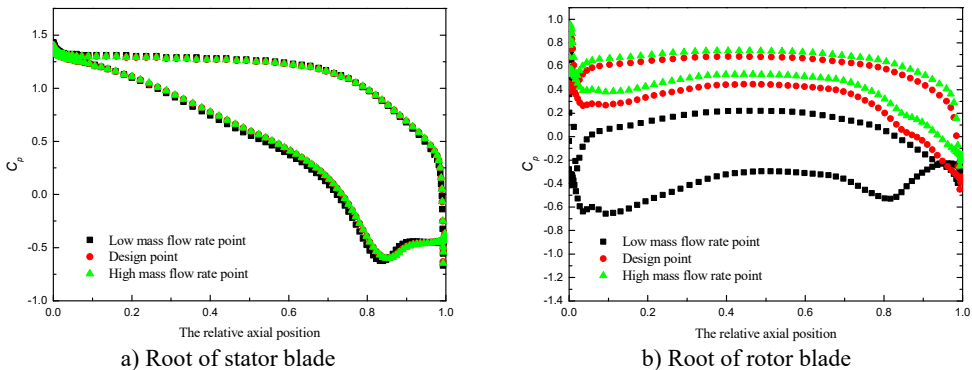 1.5
1.0
0.5
0.0
-0.5
-1.0
C_p
Low mass flow rate point
Design point
High mass flow rate point
0.0 0.2 0.4 0.6 0.8 1.0
The relative axial position
a) Root of stator blade
1.0
0.8
0.6
0.4
0.2
0.0
-0.2
-0.4
-0.6
-0.8
-1.0
-1.2
-1.4
C_p
Low mass flow rate point
Design point
High mass flow rate point
0.0 0.2 0.4 0.6 0.8 1.0
The relative axial position
b) Root of rotor blade